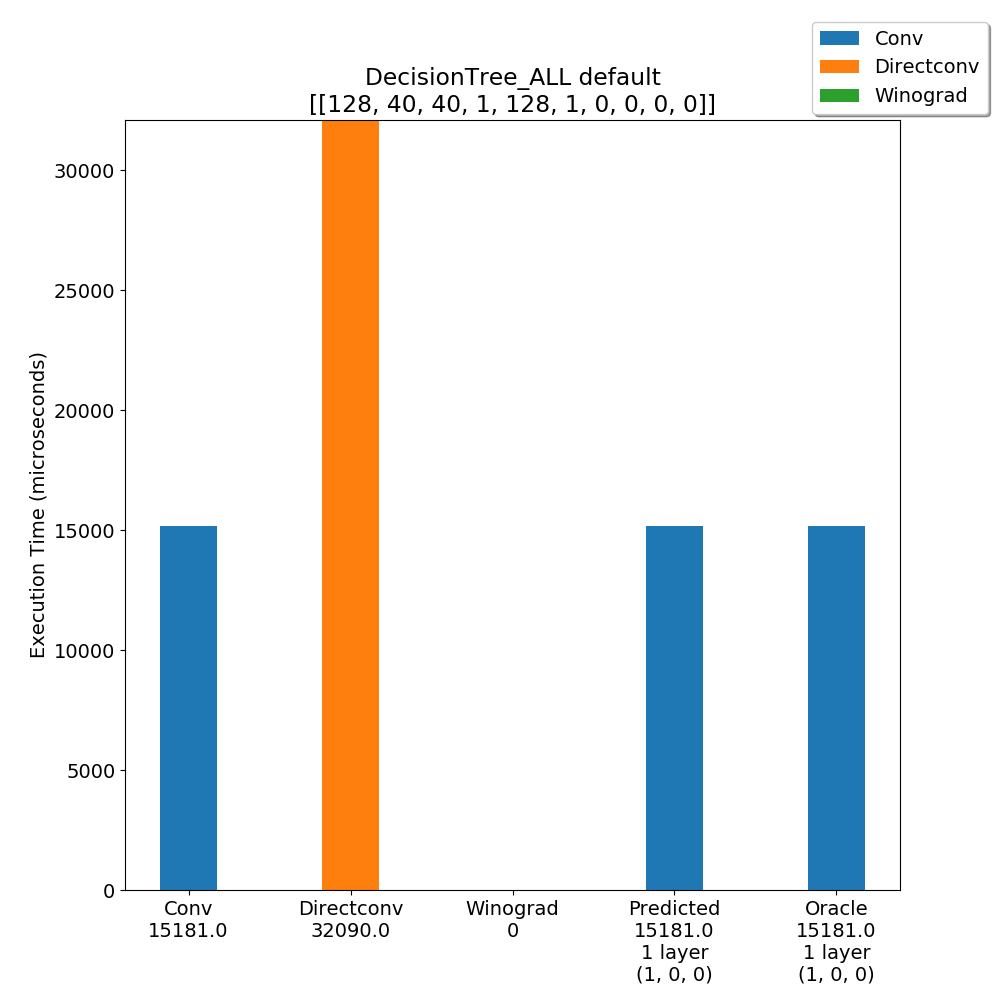 Conv
Directconv
Winograd
DecisionTree_ALL default
[[128, 40, 40, 1, 128, 1, 0, 0, 0, 0]]
Execution Time (microseconds)
30000
25000
20000
15000
10000
5000
0
Conv
15181.0
Directconv
32090.0
Winograd
0
Predicted
15181.0
1 layer
(1, 0, 0)
Oracle
15181.0
1 layer
(1, 0, 0)